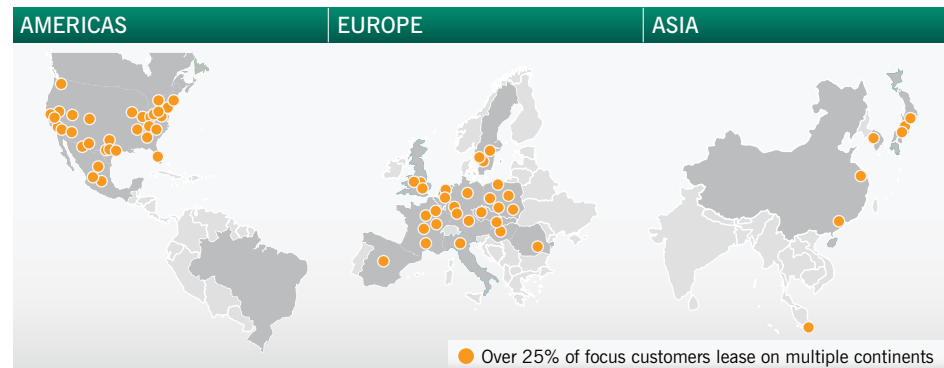 AMERICAS
EUROPE
ASIA
Over 25% of focus customers lease on multiple continents